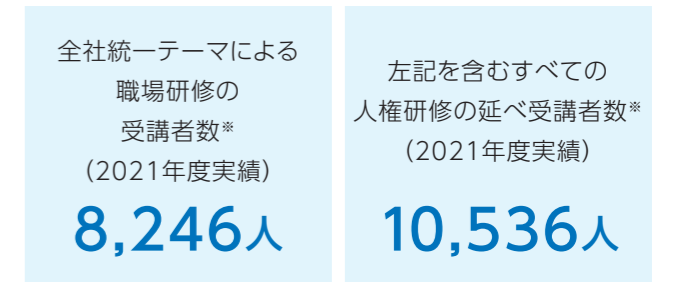 全社統一テーマによる
職場研修の
受講者数※
（2021年度実績）
8,246人
左記を含むすべての
人権研修の延べ受講者数※
（2021年度実績）
10,536人